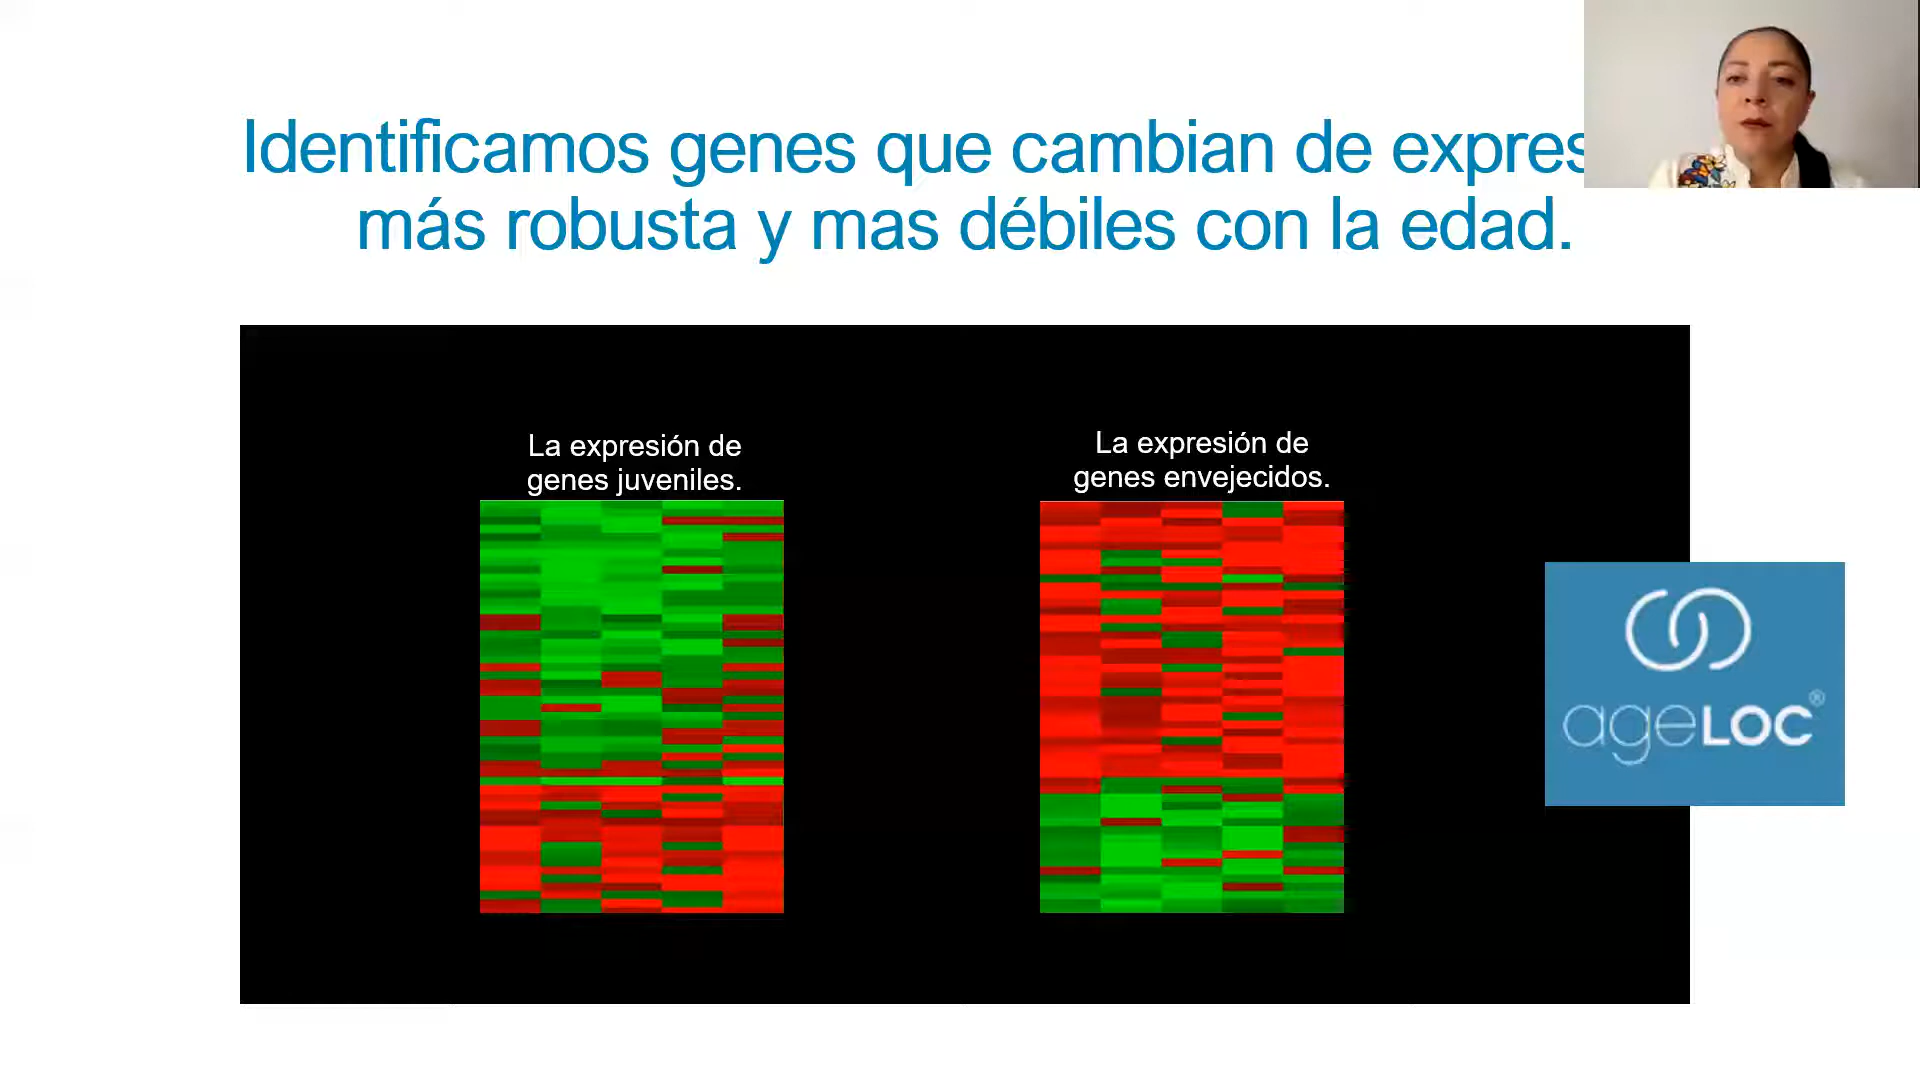 Identificamos genes que cambian de
más robusta y mas débiles con la edad.
La expresión de
genes juveniles.
La expresión de
genes envejecidos.
ageLOC®